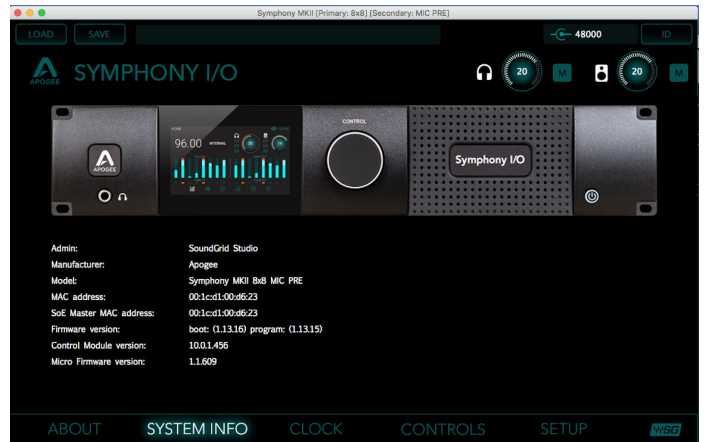 Symphony MKII [Primary: 8x8] [Secondary: MIC PRE]
LOAD SAVE 48000 ID
APOGEE SYMPHONY I/O 20 M 20 M
HOME
CONTROL
96.00 INTERNAL
APOGEE
Symphony I/O
Admin: SoundGrid Studio
Manufacturer: Apogee
Model: Symphony MKII 8x8 MIC PRE
MAC address: 00:1c:d1:00:d6:23
SoE Master MAC address: 00:1c:d1:00:d6:23
Firmware version: boot: (1.13.16) program: (1.13.15)
Control Module version: 10.0.1.456
Micro Firmware version: 1.1.609
ABOUT SYSTEM INFO CLOCK CONTROLS SETUP WSG